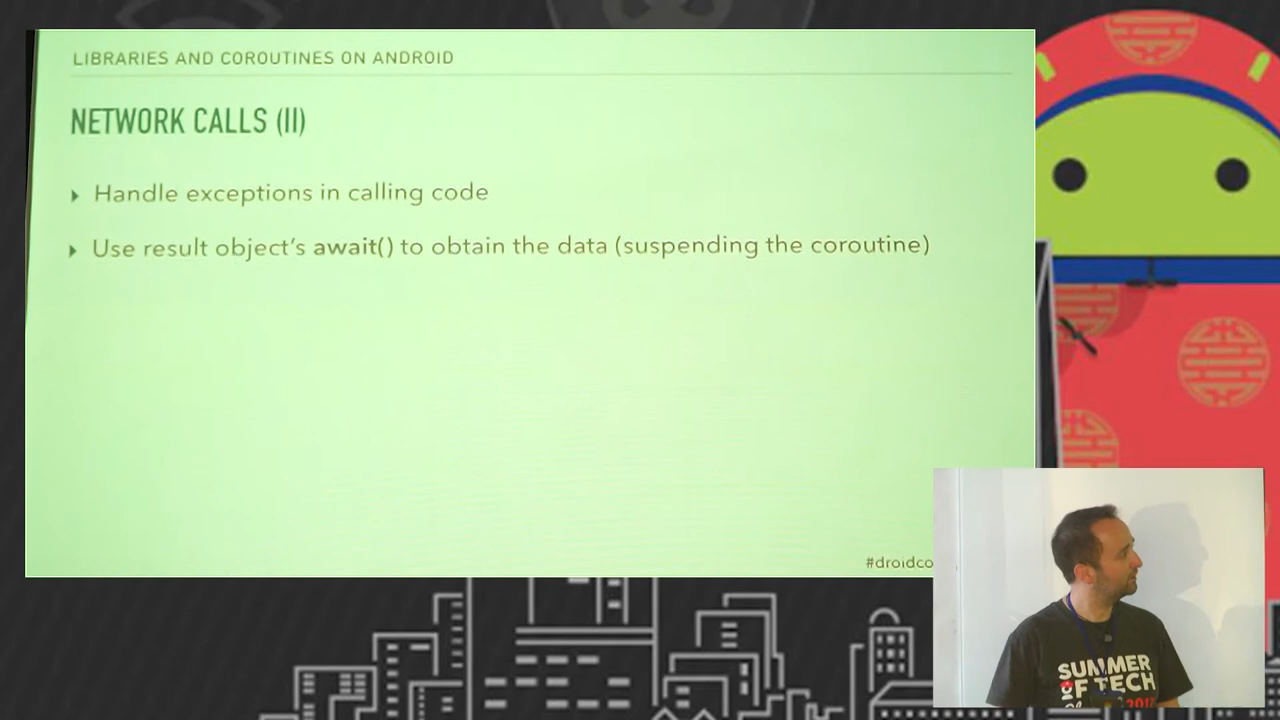 LIBRARIES AND COROUTINES ON ANDROID
NETWORK CALLS (II)
Handle exceptions in calling code
Use result object's await() to obtain the data (suspending the coroutine)
#droidco
SUMMER
OF TECH